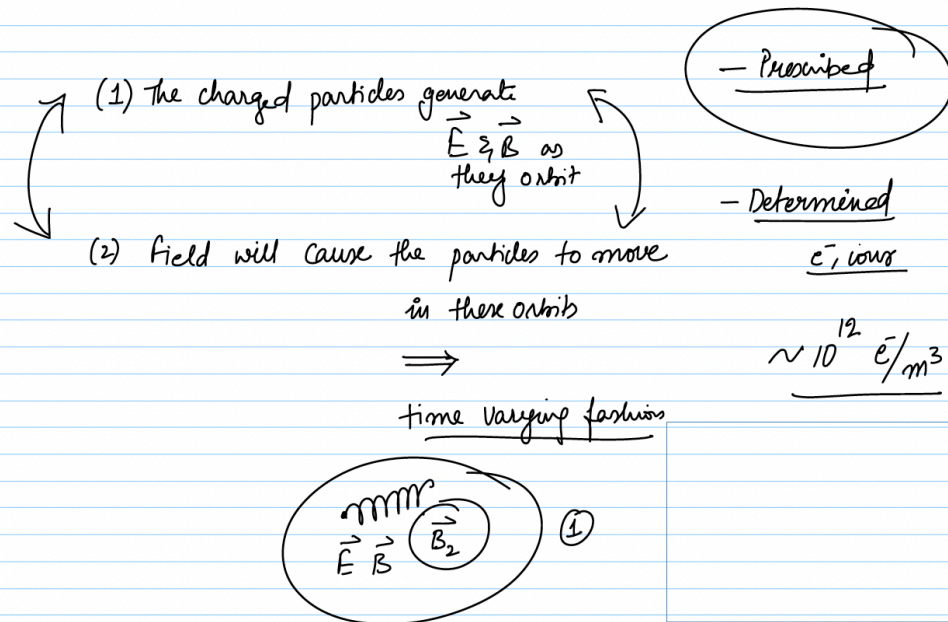 (1) The charged particles generate
E & B as
they orbit
(2) field will cause the particles to move
in these orbits
⟹
time varying fashion
E B B₂
①
— Prescribed
— Determined
e⁻, ions
~ 10¹² e⁻/m³